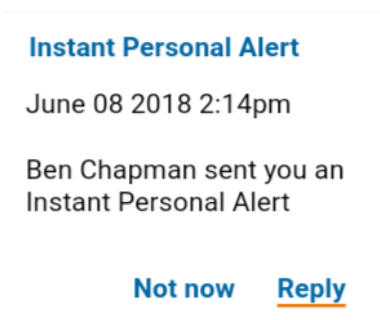 Instant Personal Alert
June 08 2018 2:14pm
Ben Chapman sent you an
Instant Personal Alert
Not now Reply